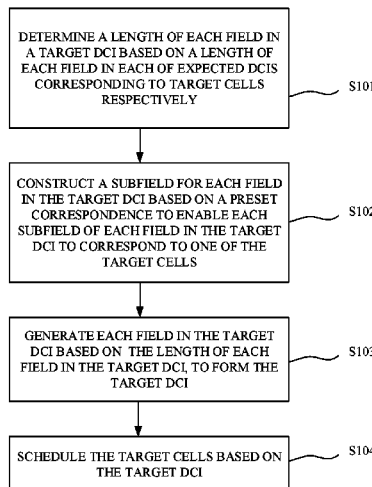 DETERMINE A LENGTH OF EACH FIELD IN
A TARGET DCI BASED ON A LENGTH OF
EACH FIELD IN EACH OF EXPECTED DCIS
CORRESPONDING TO TARGET CELLS
RESPECTIVELY
S101
CONSTRUCT A SUBFIELD FOR EACH FIELD
IN THE TARGET DCI BASED ON A PRESET
CORRESPONDENCE TO ENABLE EACH
SUBFIELD OF EACH FIELD IN THE TARGET
DCI TO CORRESPOND TO ONE OF THE
TARGET CELLS
S102
GENERATE EACH FIELD IN THE TARGET
DCI BASED ON THE LENGTH OF EACH
FIELD IN THE TARGET DCI, TO FORM THE
TARGET DCI
S103
SCHEDULE THE TARGET CELLS BASED ON
THE TARGET DCI
S104